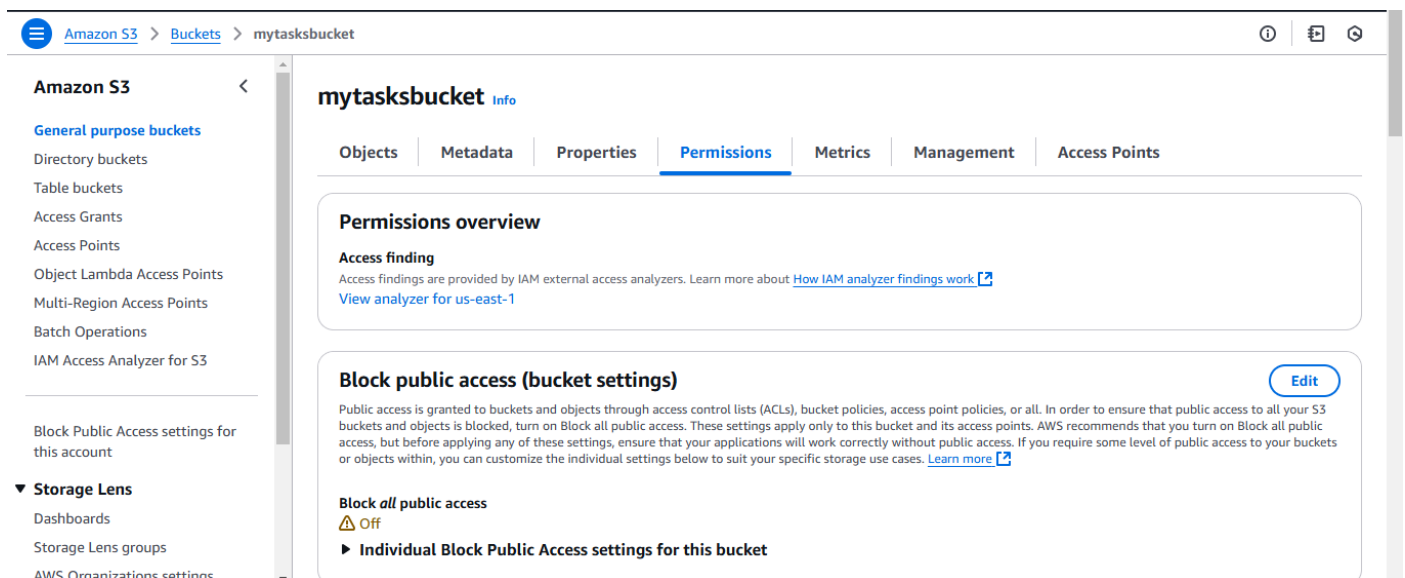 Amazon S3 > Buckets > mytasksbucket
Amazon S3
General purpose buckets
Directory buckets
Table buckets
Access Grants
Access Points
Object Lambda Access Points
Multi-Region Access Points
Batch Operations
IAM Access Analyzer for S3
Block Public Access settings for
this account
Storage Lens
Dashboards
Storage Lens groups
AWS Organizations settings
mytasksbucket Info
Objects Metadata Properties Permissions Metrics Management Access Points
Permissions overview
Access finding
Access findings are provided by IAM external access analyzers. Learn more about How IAM analyzer findings work
View analyzer for us-east-1
Block public access (bucket settings)
Edit
Public access is granted to buckets and objects through access control lists (ACLs), bucket policies, access point policies, or all. In order to ensure that public access to all your S3
buckets and objects is blocked, turn on Block all public access. These settings apply only to this bucket and its access points. AWS recommends that you turn on Block all public
access, but before applying any of these settings, ensure that your applications will work correctly without public access. If you require some level of public access to your buckets
or objects within, you can customize the individual settings below to suit your specific storage use cases. Learn more
Block all public access
Off
Individual Block Public Access settings for this bucket